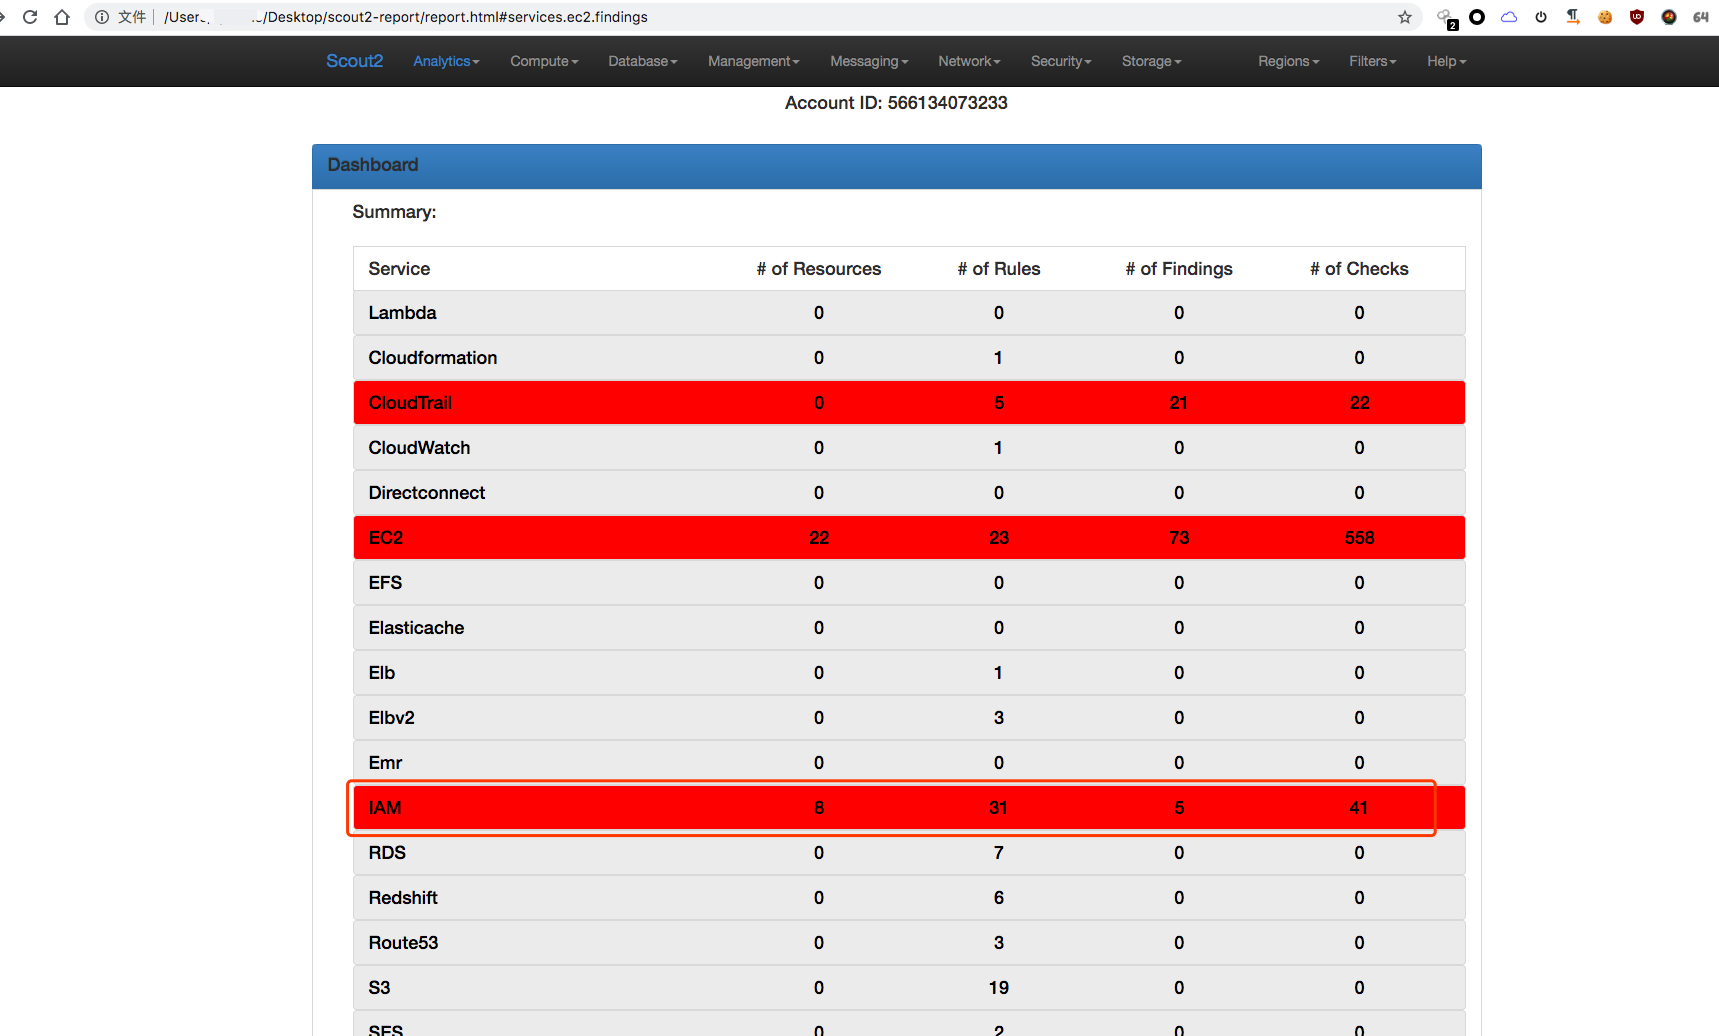 文件 /User /Desktop/scout2-report/report.html#services.ec2.findings 2 64
Scout2 Analytics Compute Database Management Messaging Network Security Storage Regions Filters Help
Account ID: 566134073233
Dashboard
Summary:
Service # of Resources # of Rules # of Findings # of Checks
Lambda 0 0 0 0
Cloudformation 0 1 0 0
CloudTrail 0 5 21 22
CloudWatch 0 1 0 0
Directconnect 0 0 0 0
EC2 22 23 73 558
EFS 0 0 0 0
Elasticache 0 0 0 0
Elb 0 1 0 0
Elbv2 0 3 0 0
Emr 0 0 0 0
IAM 8 31 5 41
RDS 0 7 0 0
Redshift 0 6 0 0
Route53 0 3 0 0
S3 0 19 0 0
SES 0 2 0 0